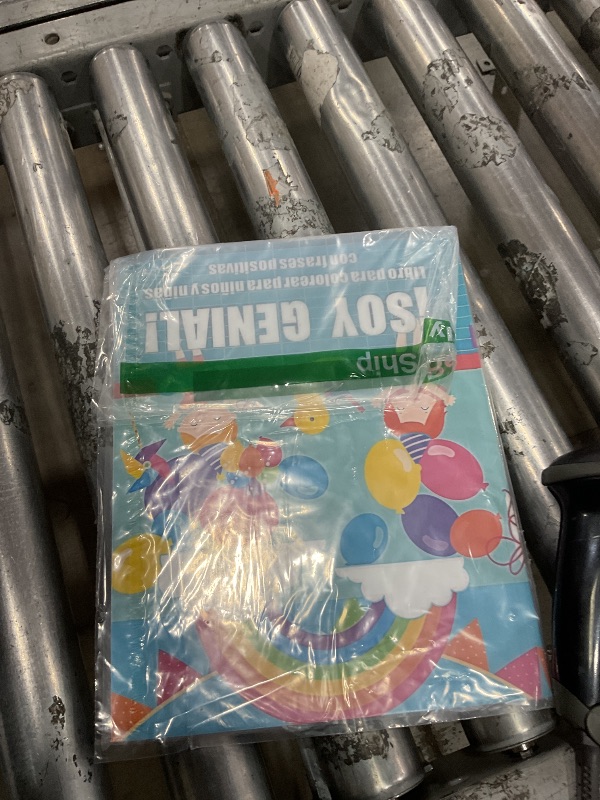 ¡SOY GENIAL!
Libro para colorear para niños y niñas
con frases positivas
Ship